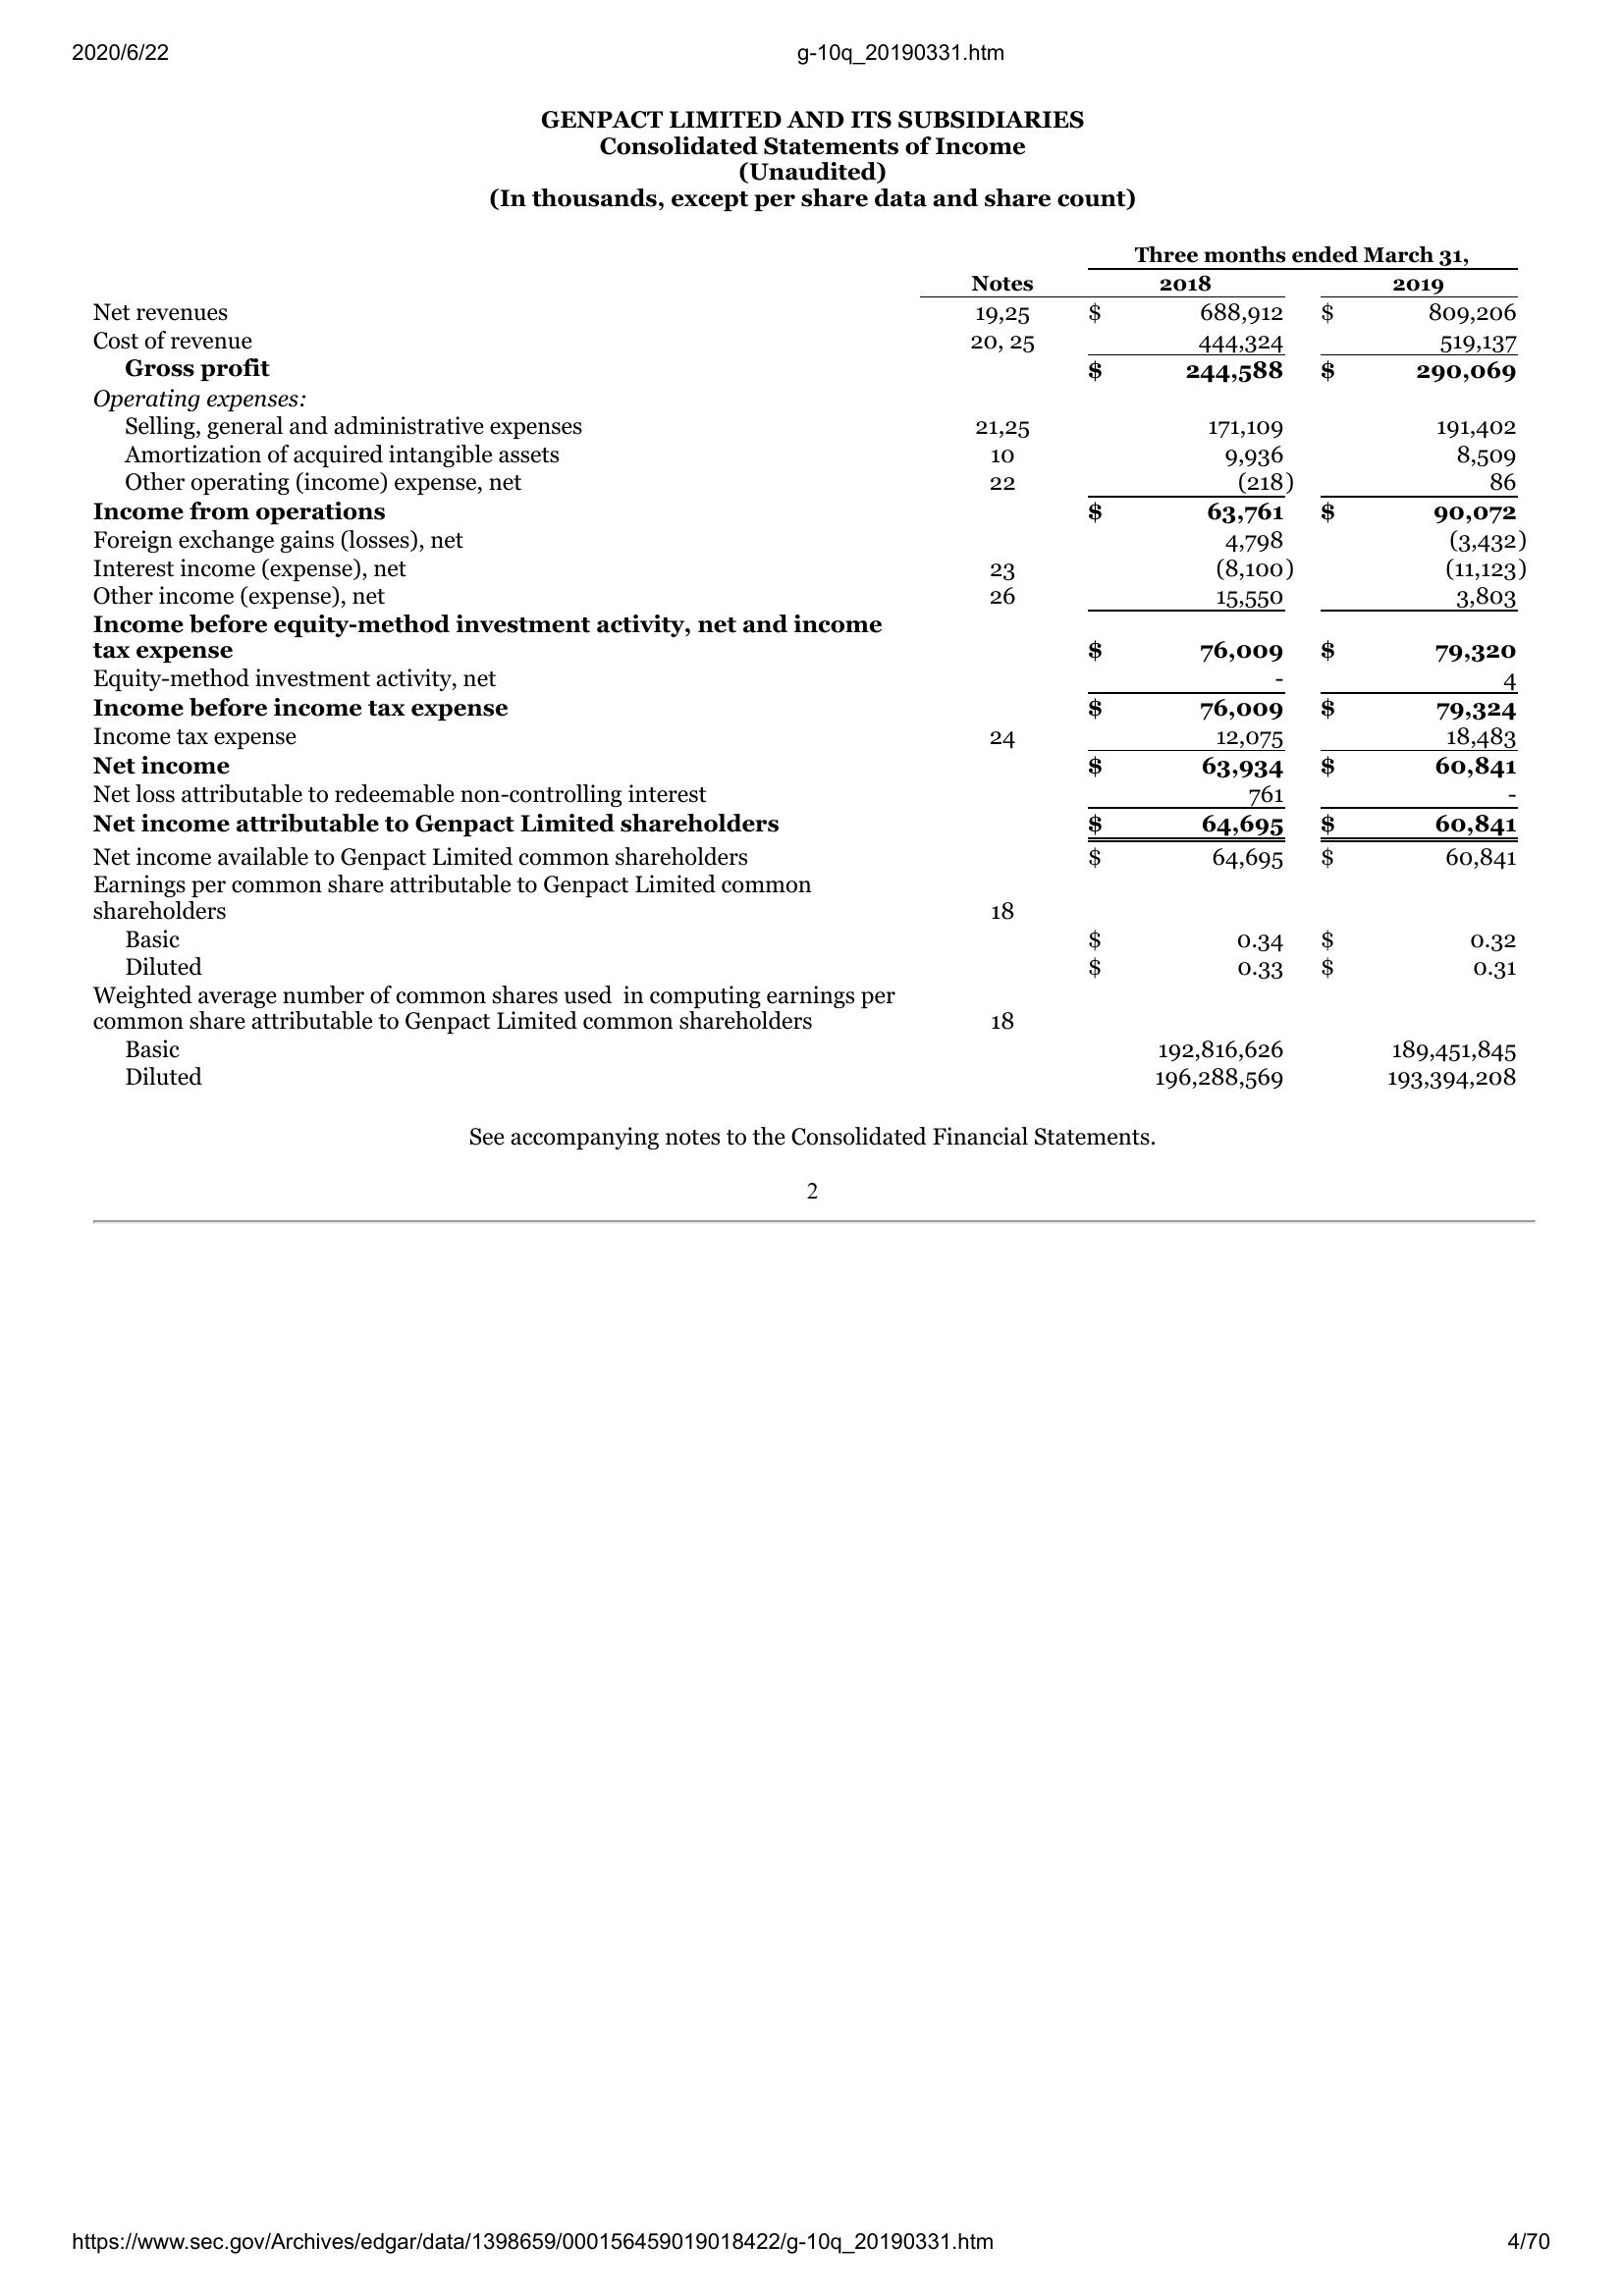 2020/6/22 g-10q_20190331.htm
GENPACT LIMITED AND ITS SUBSIDIARIES
Consolidated Statements of Income
(Unaudited)
(In thousands, except per share data and share count)
Three months ended March 31,
Notes 2018 2019
Net revenues 19,25 $ 688,912 $ 809,206
Cost of revenue 20, 25 444,324 519,137
Gross profit $ 244,588 $ 290,069
Operating expenses:
Selling, general and administrative expenses 21,25 171,109 191,402
Amortization of acquired intangible assets 10 9,936 8,509
Other operating (income) expense, net 22 (218) 86
Income from operations $ 63,761 $ 90,072
Foreign exchange gains (losses), net 4,798 (3,432)
Interest income (expense), net 23 (8,100) (11,123)
Other income (expense), net 26 15,550 3,803
Income before equity-method investment activity, net and income
tax expense $ 76,009 $ 79,320
Equity-method investment activity, net - 4
Income before income tax expense $ 76,009 $ 79,324
Income tax expense 24 12,075 18,483
Net income $ 63,934 $ 60,841
Net loss attributable to redeemable non-controlling interest 761 -
Net income attributable to Genpact Limited shareholders $ 64,695 $ 60,841
Net income available to Genpact Limited common shareholders $ 64,695 $ 60,841
Earnings per common share attributable to Genpact Limited common
shareholders 18
Basic $ 0.34 $ 0.32
Diluted $ 0.33 $ 0.31
Weighted average number of common shares used in computing earnings per
common share attributable to Genpact Limited common shareholders 18
Basic 192,816,626 189,451,845
Diluted 196,288,569 193,394,208
See accompanying notes to the Consolidated Financial Statements.
2
https://www.sec.gov/Archives/edgar/data/1398659/000156459019018422/g-10q_20190331.htm 4/70